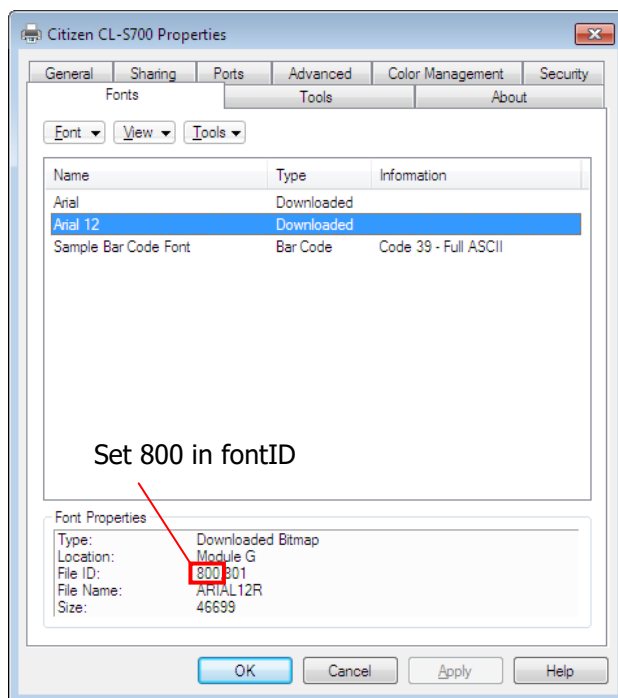 Citizen CL-S700 Properties
General Sharing Ports Advanced Color Management Security
Fonts Tools About
Font View Tools
Name Type Information
Arial Downloaded
Arial 12 Downloaded
Sample Bar Code Font Bar Code Code 39 - Full ASCII
Set 800 in fontID
Font Properties
Type: Downloaded Bitmap
Location: Module G
File ID: 800,801
File Name: ARIAL12R
Size: 46699
OK Cancel Apply Help